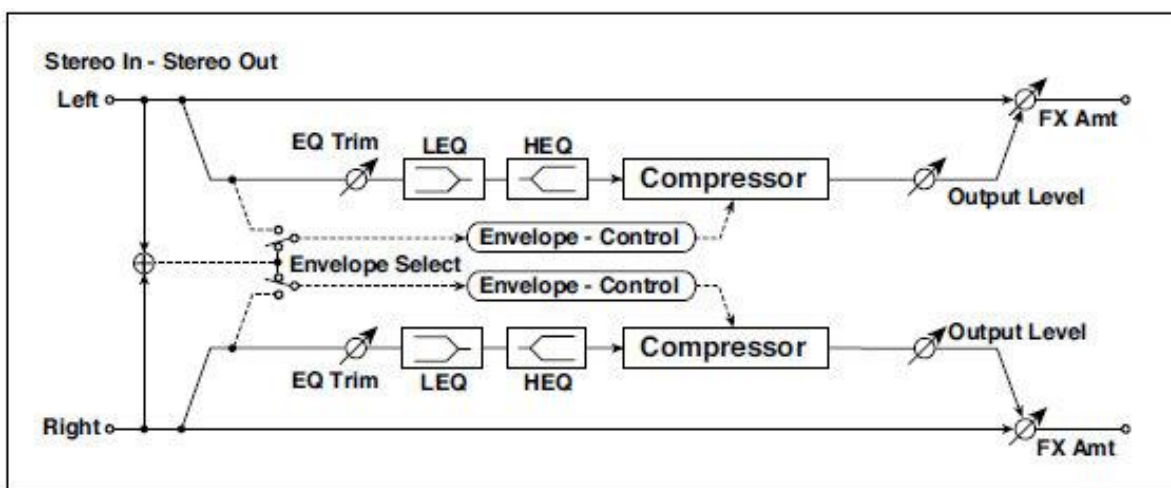 Stereo In - Stereo Out
Left
FX Amt
EQ Trim
LEQ
HEQ
Compressor
Output Level
Envelope - Control
Envelope Select
Envelope - Control
Output Level
Compressor
EQ Trim
LEQ
HEQ
Right
FX Amt